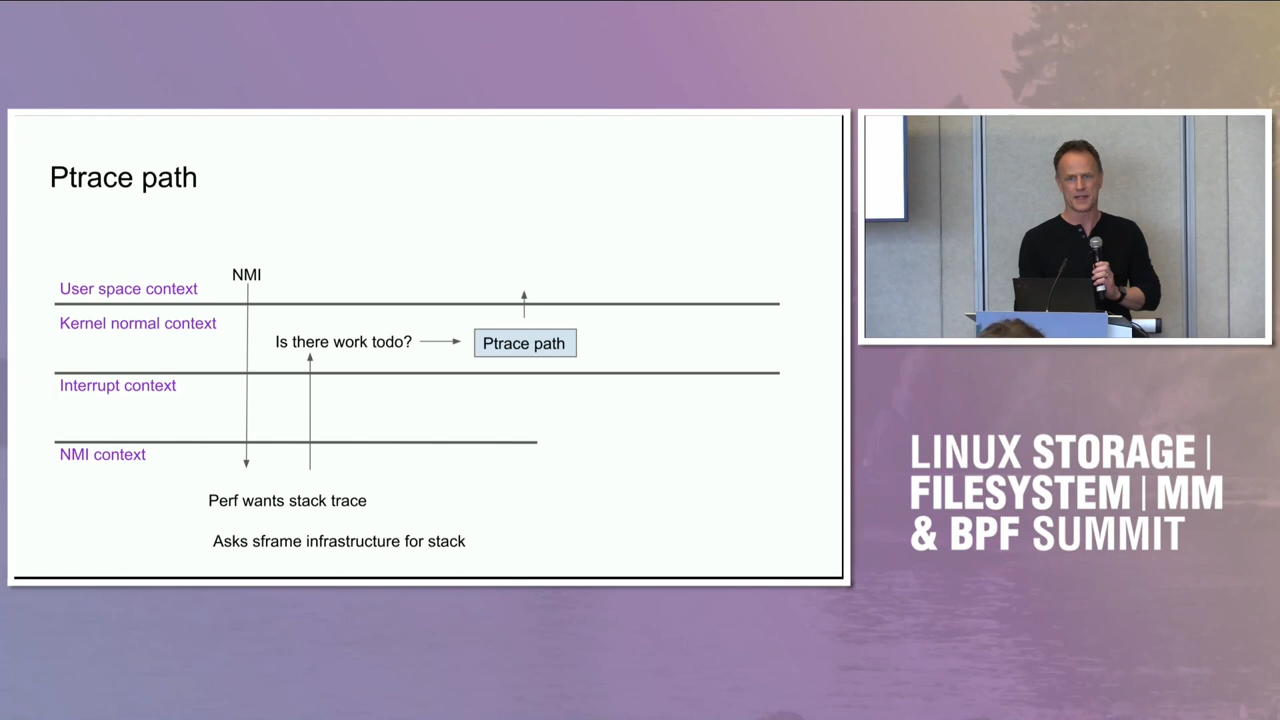 Ptrace path
NMI
User space context
Kernel normal context
Is there work todo?
Ptrace path
Interrupt context
NMI context
Perf wants stack trace
Asks sframe infrastructure for stack
LINUX STORAGE |
FILESYSTEM | MM
& BPF SUMMIT